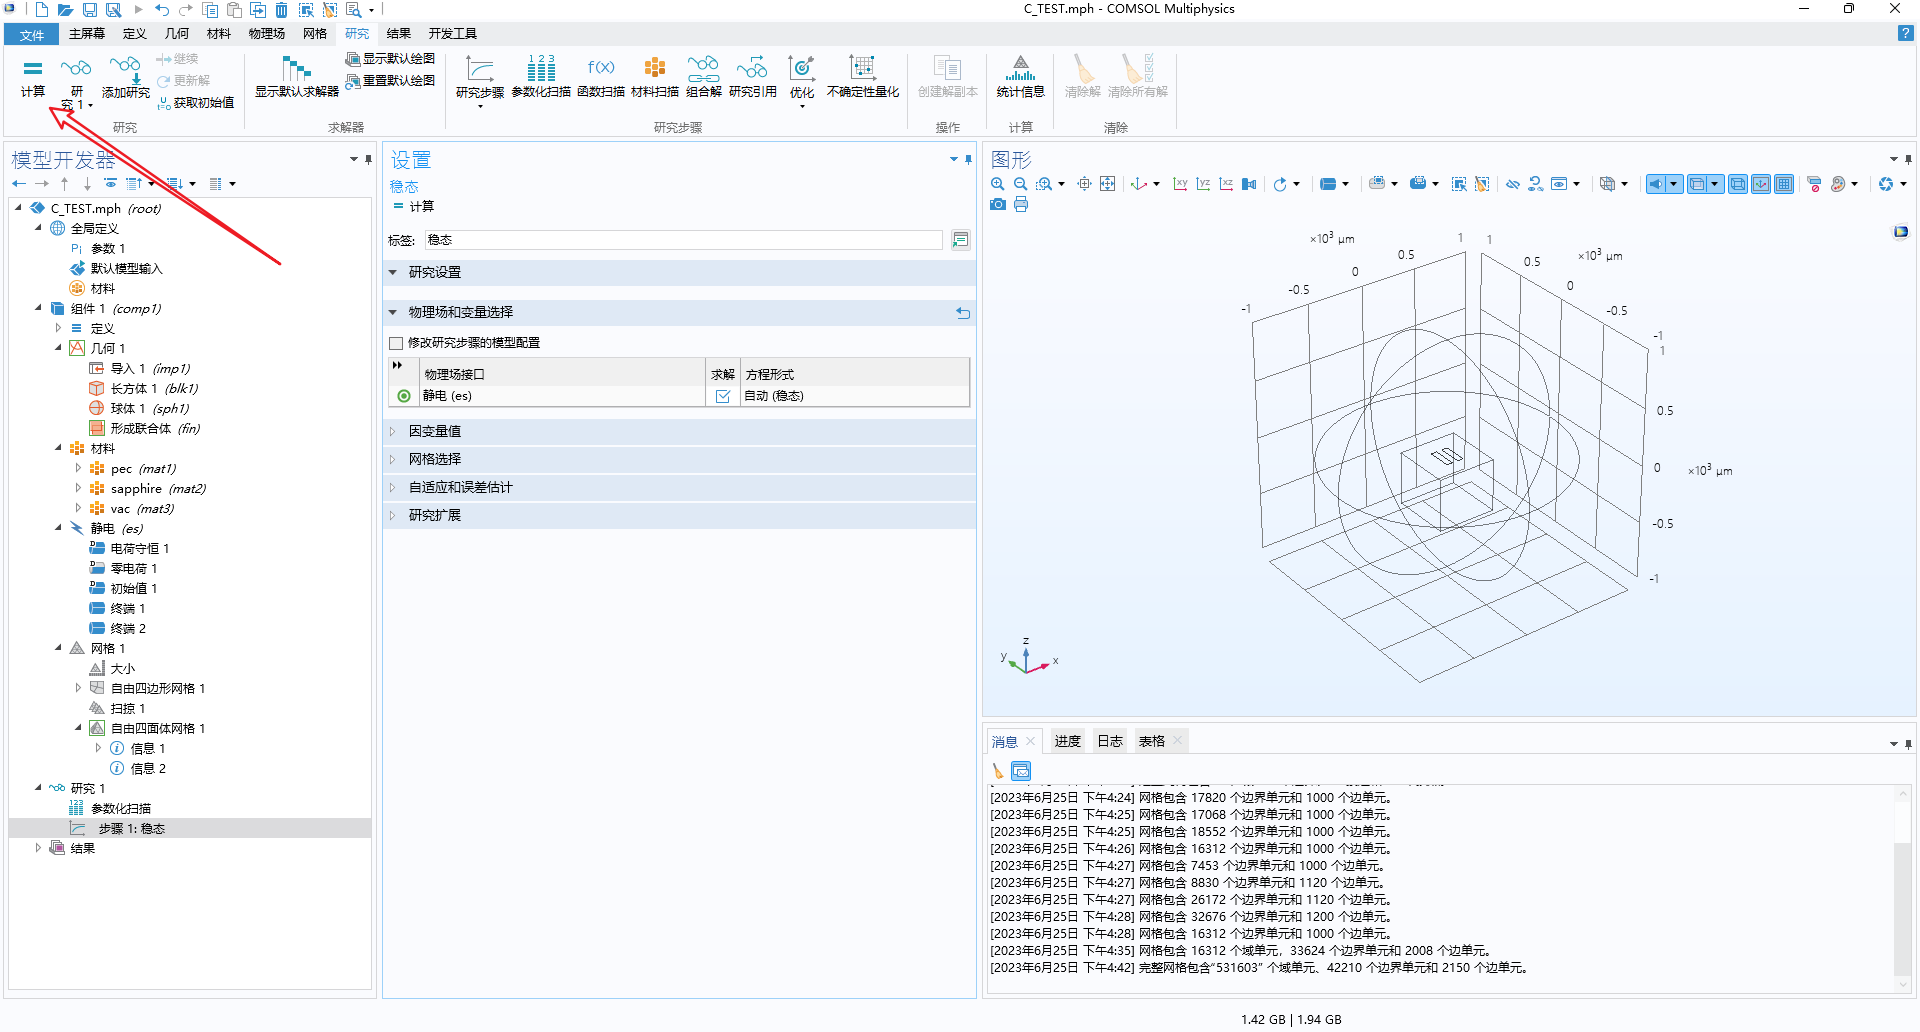 C_TEST.mph - COMSOL Multiphysics
文件 主屏幕 定义 几何 材料 物理场 网格 研究 结果 开发工具 ?
计算
研究 1
添加研究
继续
更新解
t=0 获取初始值
研究
显示默认求解器
显示默认绘图
重置默认绘图
求解器
研究步骤
1 2 3
参数化扫描
f(X)
函数扫描
材料扫描
组合解
研究引用
优化
不确定性量化
研究步骤
创建解副本
操作
统计信息
计算
清除解
清除所有解
清除
模型开发器
C_TEST.mph (root)
全局定义
Pi 参数 1
默认模型输入
材料
组件 1 (comp1)
定义
几何 1
导入 1 (imp1)
长方体 1 (blk1)
球体 1 (sph1)
形成联合体 (fin)
材料
pec (mat1)
sapphire (mat2)
vac (mat3)
静电 (es)
电荷守恒 1
零电荷 1
初始值 1
终端 1
终端 2
网格 1
大小
自由四边形网格 1
扫掠 1
自由四面体网格 1
信息 1
信息 2
研究 1
参数化扫描
步骤 1: 稳态
结果
设置
稳态
= 计算
标签: 稳态
研究设置
物理场和变量选择
修改研究步骤的模型配置
物理场接口 求解 方程形式
静电 (es) 自动 (稳态)
因变量值
网格选择
自适应和误差估计
研究扩展
图形
xy yz xz
×10³ µm
1
1
0.5
0.5
×10³ µm
0
0
-0.5
-0.5
-1
-1
1
0.5
0
×10³ µm
-0.5
-1
z
y
x
消息 进度 日志 表格
[2023年6月25日 下午4:24] 网格包含 17820 个边界单元和 1000 个边单元。
[2023年6月25日 下午4:25] 网格包含 17068 个边界单元和 1000 个边单元。
[2023年6月25日 下午4:25] 网格包含 18552 个边界单元和 1000 个边单元。
[2023年6月25日 下午4:26] 网格包含 16312 个边界单元和 1000 个边单元。
[2023年6月25日 下午4:27] 网格包含 7453 个边界单元和 1000 个边单元。
[2023年6月25日 下午4:27] 网格包含 8830 个边界单元和 1120 个边单元。
[2023年6月25日 下午4:27] 网格包含 26172 个边界单元和 1120 个边单元。
[2023年6月25日 下午4:28] 网格包含 32676 个边界单元和 1200 个边单元。
[2023年6月25日 下午4:28] 网格包含 16312 个边界单元和 1000 个边单元。
[2023年6月25日 下午4:35] 网格包含 16312 个域单元，33624 个边界单元和 2008 个边单元。
[2023年6月25日 下午4:42] 完整网格包含“531603” 个域单元、42210 个边界单元和 2150 个边单元。
1.42 GB | 1.94 GB